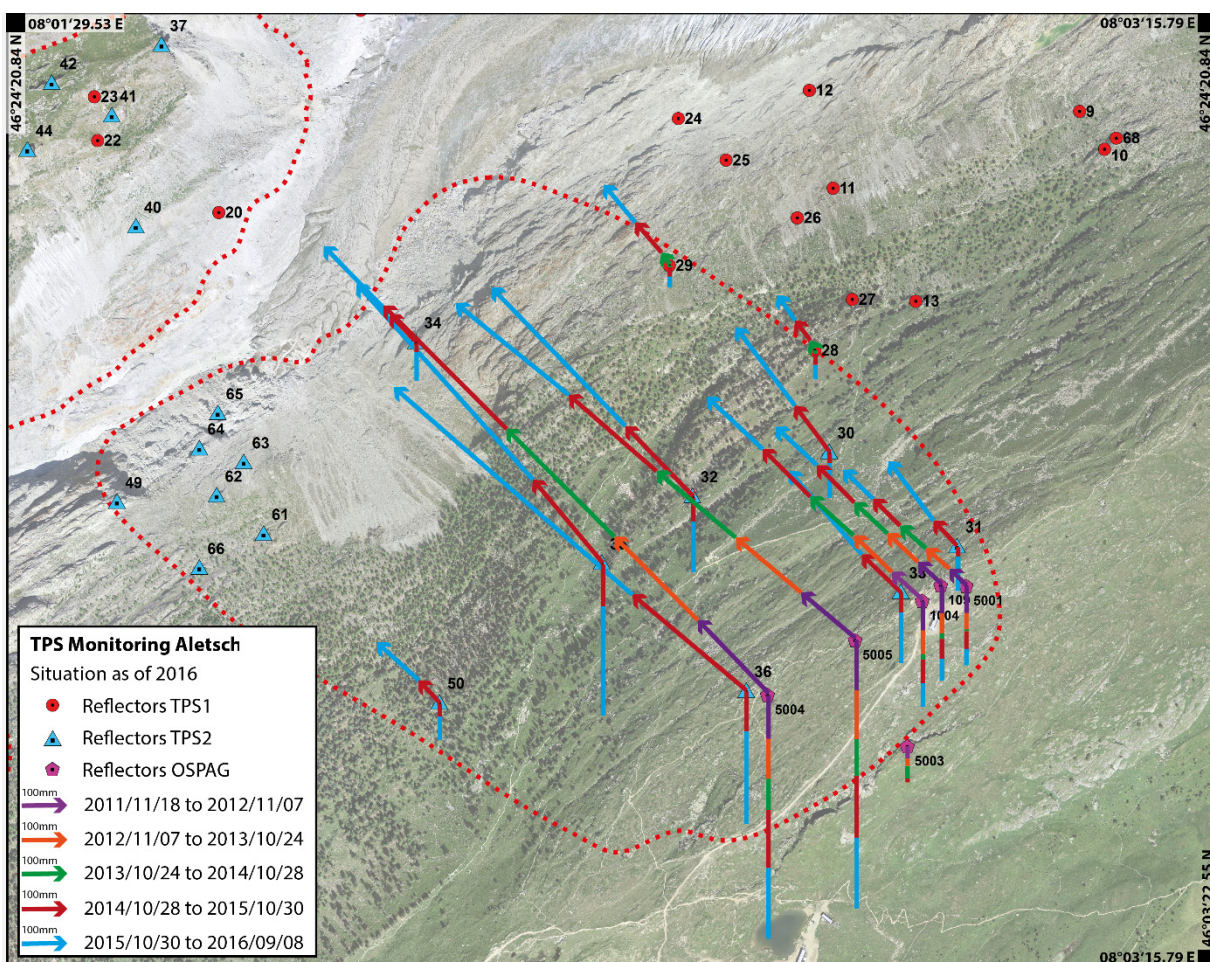 08°01'29.53 E
08°03'15.79 E
46°24'20.84 N
46°24'20.84 N
37
42
23
41
22
44
40
20
12
24
25
9
68
10
11
26
27
13
29
28
34
65
64
63
62
49
61
66
32
30
31
33
109
5001
1004
5005
36
5004
50
5003
TPS Monitoring Aletsch
Situation as of 2016
Reflectors TPS1
Reflectors TPS2
Reflectors OSPAG
100mm 2011/11/18 to 2012/11/07
100mm 2012/11/07 to 2013/10/24
100mm 2013/10/24 to 2014/10/28
100mm 2014/10/28 to 2015/10/30
100mm 2015/10/30 to 2016/09/08
46°03'22.55 N
08°03'15.79 E